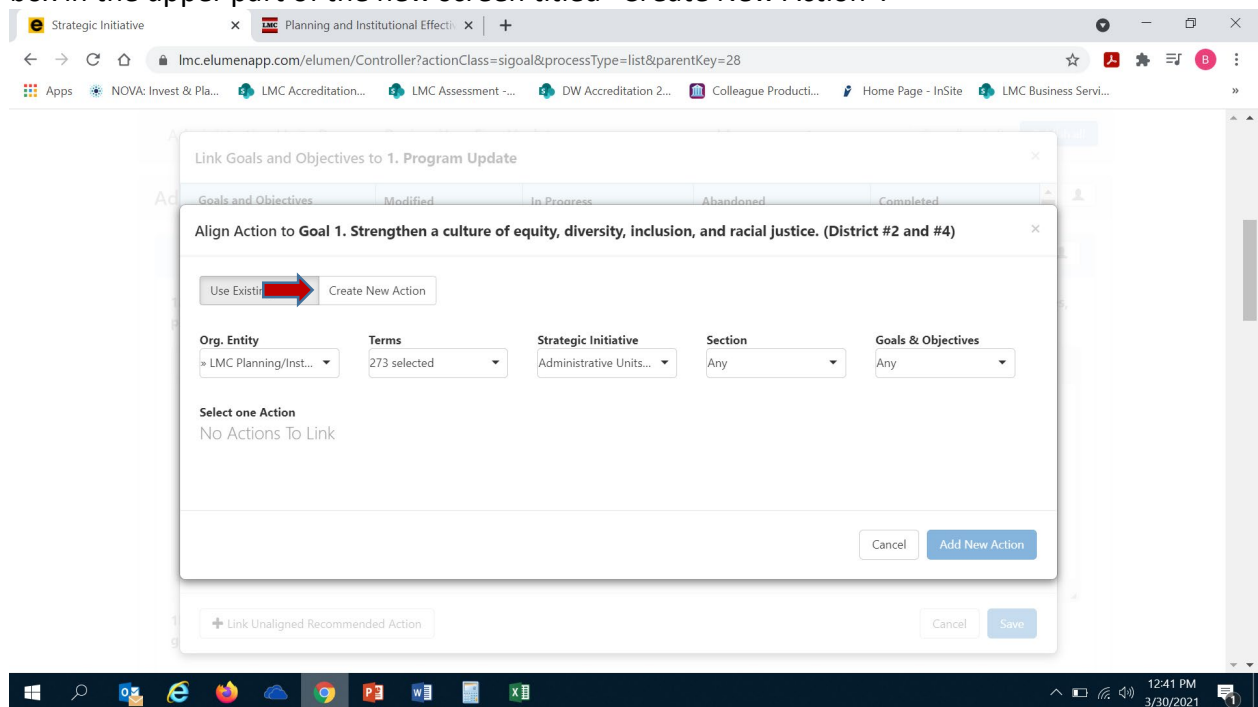 box in the upper part of the new screen titled "Create New Action".
Strategic Initiative
LMC Planning and Institutional Effectiv
lmc.elumenapp.com/elumen/Controller?actionClass=sigoal&processType=list&parentKey=28
B
Apps NOVA: Invest & Pla... LMC Accreditation... LMC Assessment -... DW Accreditation 2... Colleague Producti... Home Page - InSite LMC Business Servi... »
Link Goals and Objectives to 1. Program Update
Goals and Objectives Modified In Progress Abandoned Completed
Align Action to Goal 1. Strengthen a culture of equity, diversity, inclusion, and racial justice. (District #2 and #4)
Create New Action
Org. Entity Terms Strategic Initiative Section Goals & Objectives
» LMC Planning/Inst... 273 selected Administrative Units... Any Any
Select one Action
No Actions To Link
Cancel Add New Action
+ Link Unaligned Recommended Action Cancel Save
12:41 PM
3/30/2021